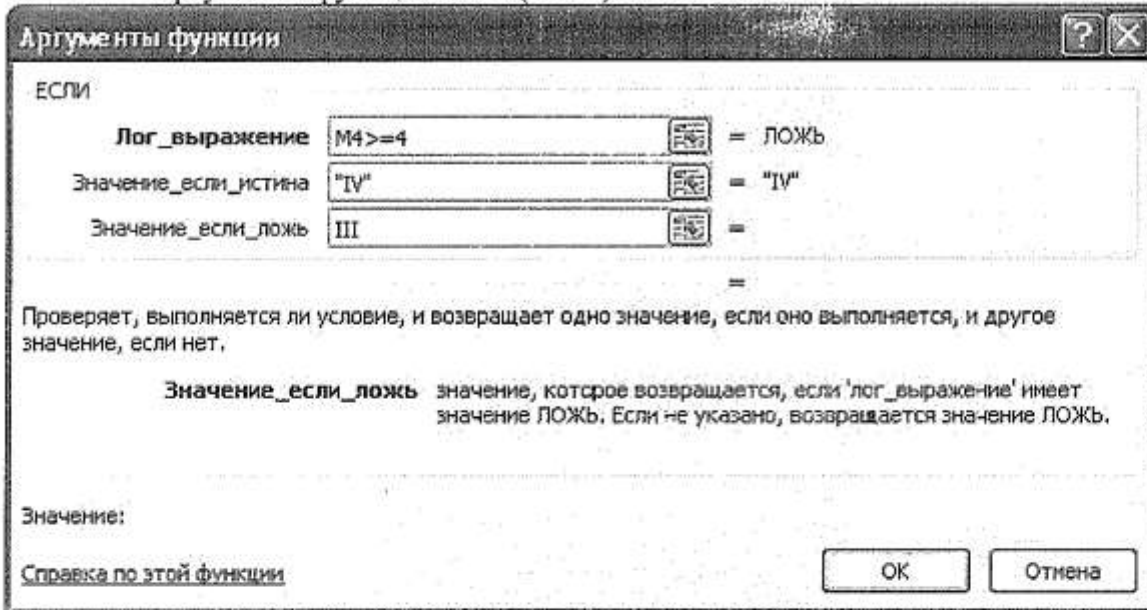 Аргументы функции
ЕСЛИ
Лог_выражение M4>=4 = ЛОЖЬ
Значение_если_истина "IV" = "IV"
Значение_если_ложь III =
=
Проверяет, выполняется ли условие, и возвращает одно значение, если оно выполняется, и другое
значение, если нет.
Значение_если_ложь значение, которое возвращается, если 'лог_выражение' имеет
значение ЛОЖЬ. Если не указано, возвращается значение ЛОЖЬ.
Значение:
Справка по этой функции
ОК Отмена